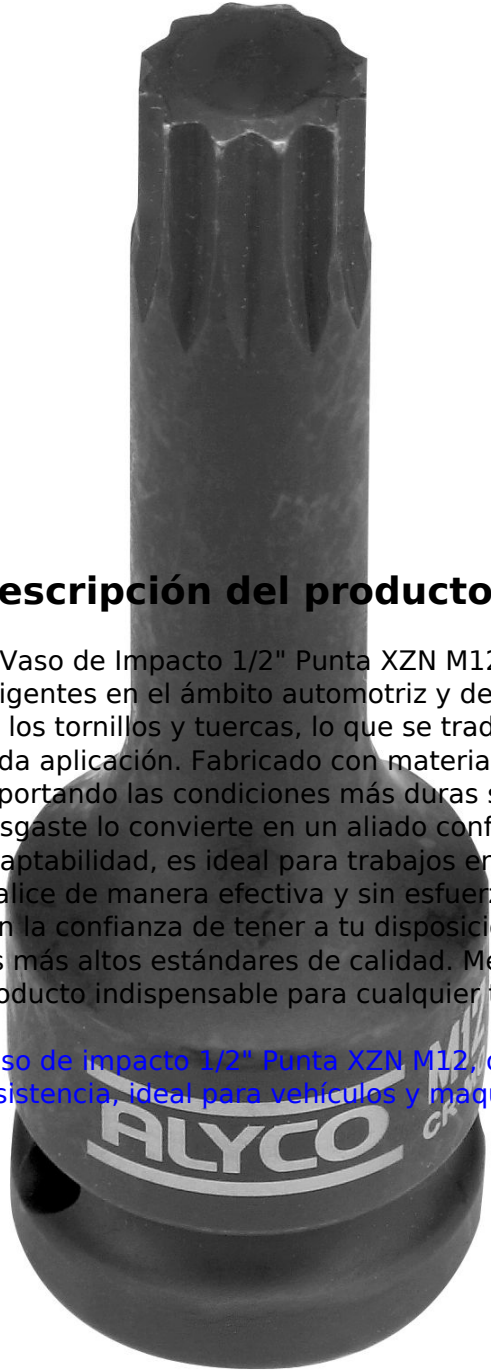 escripción del producto
Vaso de Impacto 1/2" Punta XZN M12
igentes en el ámbito automotriz y de
los tornillos y tuercas, lo que se trad
da aplicación. Fabricado con materia
portando las condiciones más duras s
sgaste lo convierte en un aliado conf
aptabilidad, es ideal para trabajos en
alice de manera efectiva y sin esfuerz
n la confianza de tener a tu disposició
s más altos estándares de calidad. Me
oducto indispensable para cualquier
so de impacto 1/2" Punta XZN M12,
sistencia, ideal para vehículos y maqu
M12
ALYCO